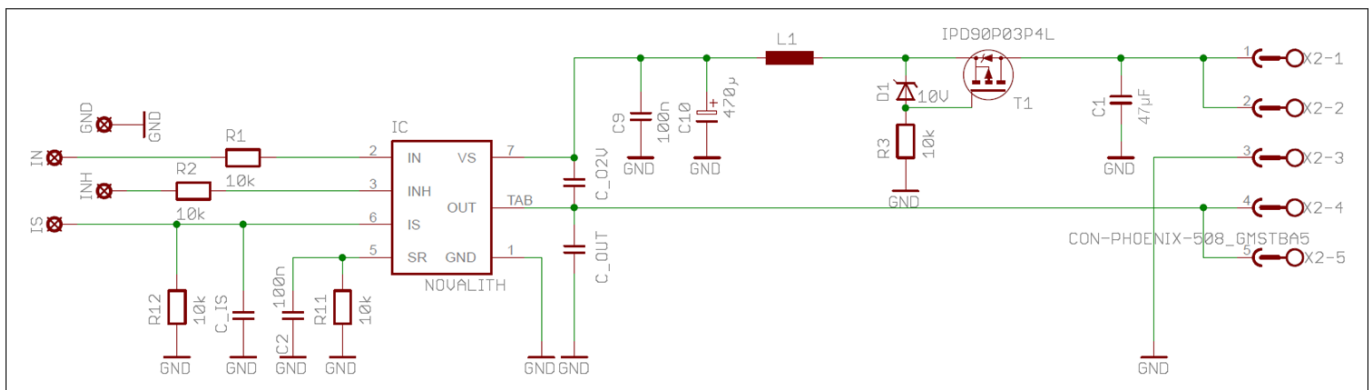 IPD90P03P4L
L1
1
X2-1
D1
10V
T1
C1
47µF
C9
100n
C10
+
470µ
2
X2-2
GND
GND
R1
IC
R3
10k
IN
2
IN
VS
7
GND
GND
GND
3
X2-3
R2
10k
C_O2V
INH
3
INH
GND
10k
OUT
TAB
4
X2-4
IS
6
IS
CON-PHOENIX-508_GMSTBA5
5
SR
GND
1
C_OUT
5
X2-5
100n
NOVALITH
R12
10k
C_IS
C2
R11
10k
GND
GND
GND
GND
GND
GND
GND